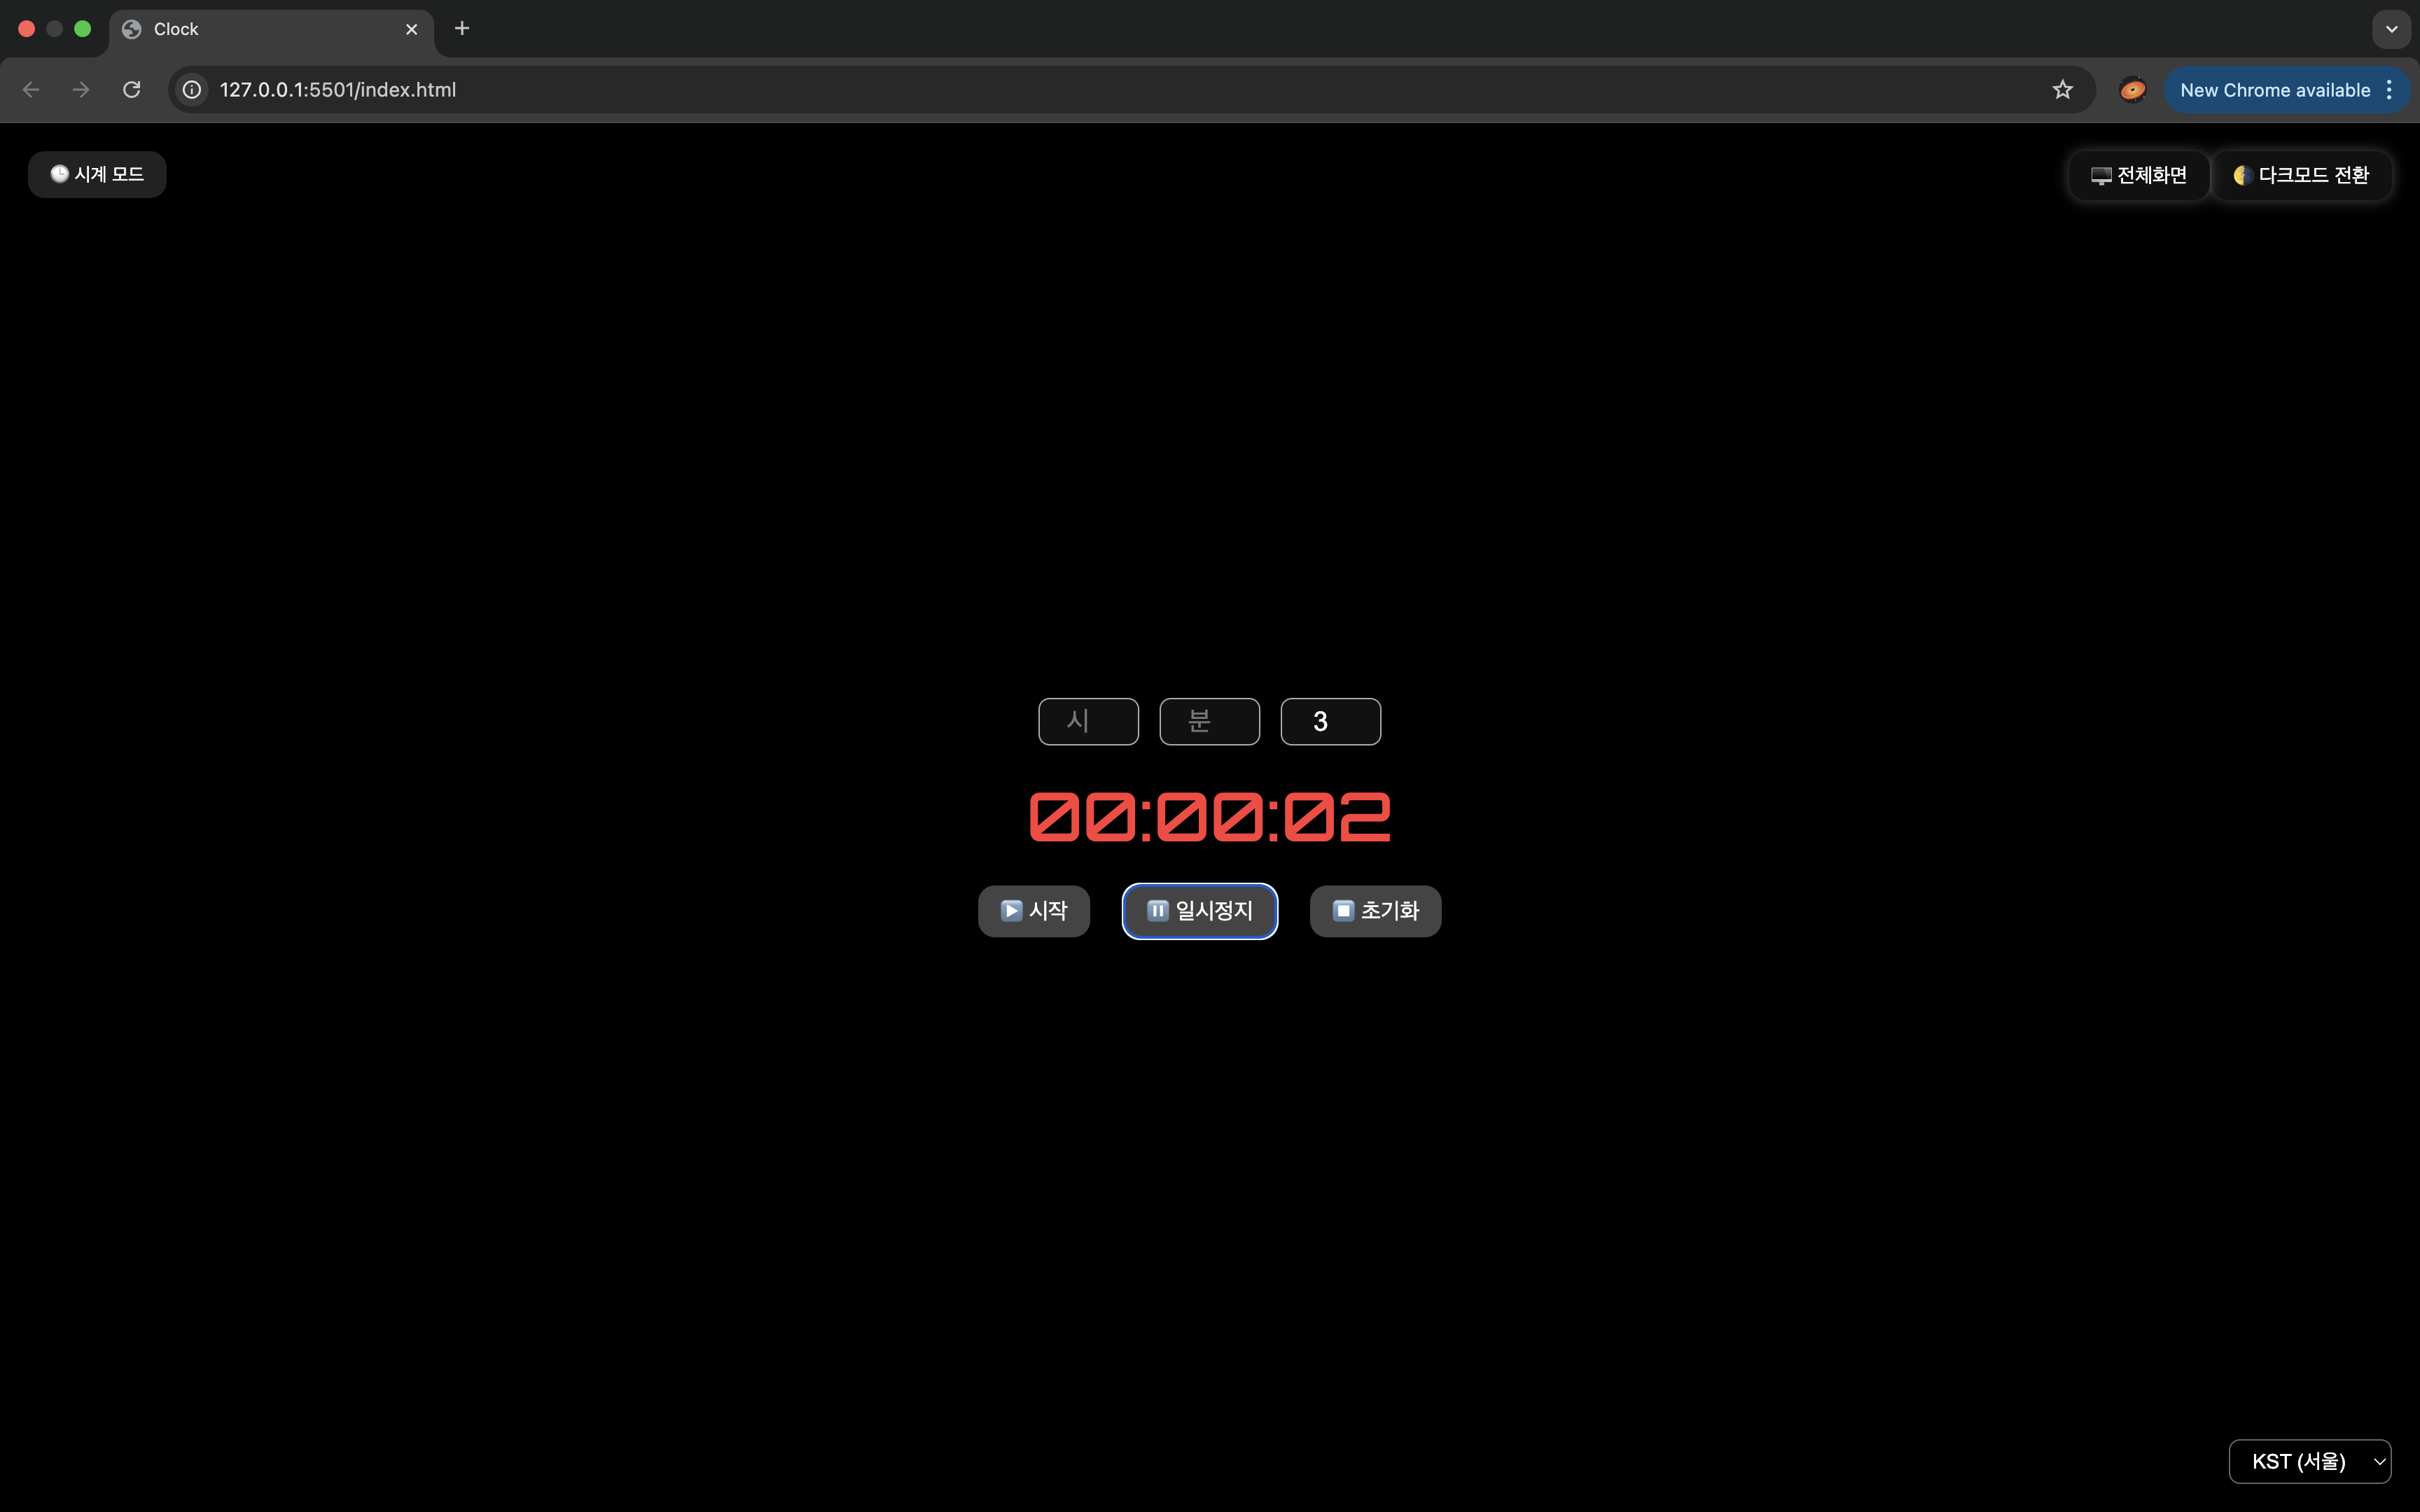 Clock
127.0.0.1:5501/index.html
New Chrome available
🕒 시계 모드
🖥️ 전체화면
🌗 다크모드 전환
시 분 3
00:00:02
▶️ 시작
⏸️ 일시정지
⏹️ 초기화
KST (서울)